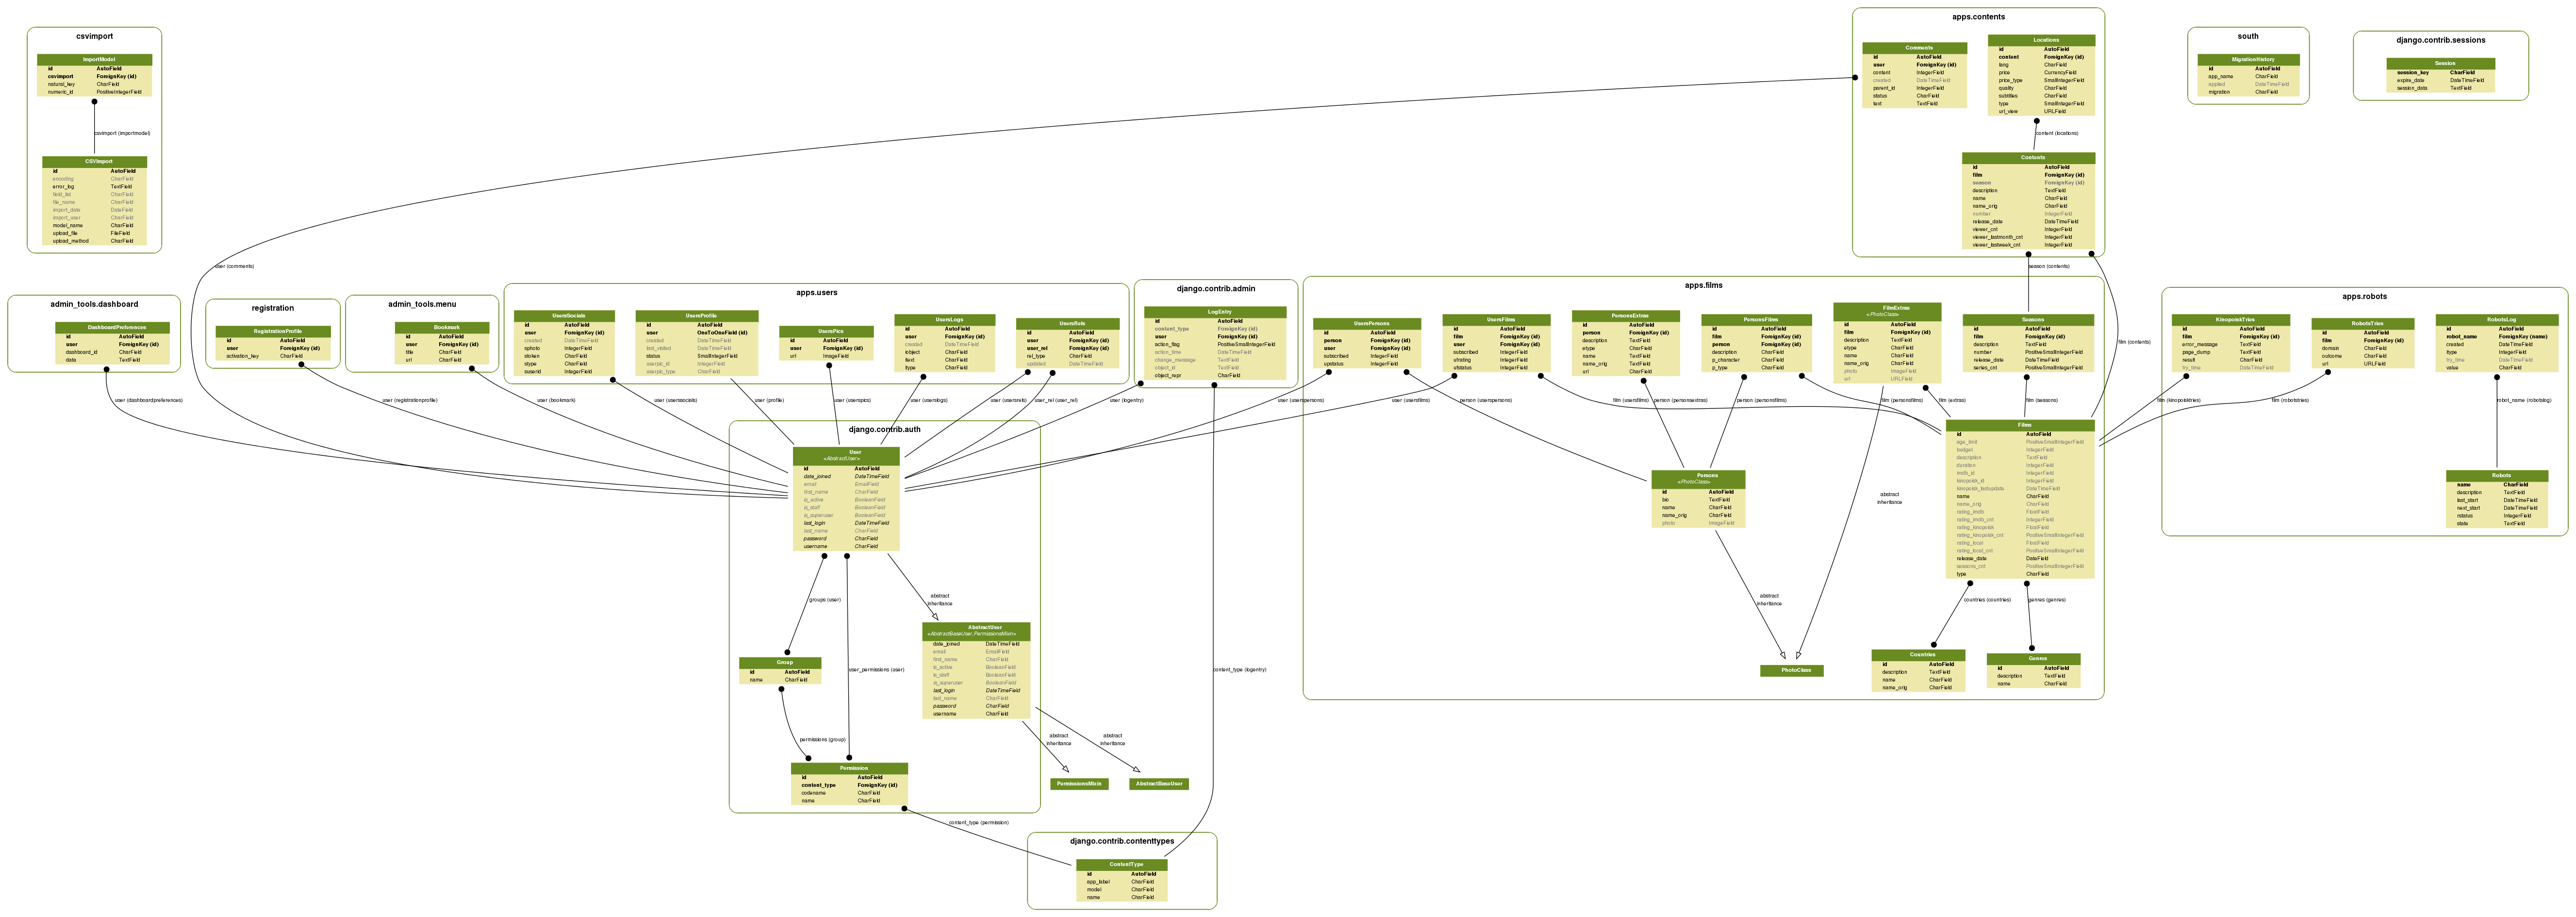 csvimport
ImportModel
id AutoField
csvimport ForeignKey (id)
natural_key CharField
numeric_id PositiveIntegerField
csvimport (importmodel)
CSVImport
id AutoField
encoding CharField
error_log TextField
field_list CharField
file_name CharField
import_date DateField
import_user CharField
model_name CharField
upload_file FileField
upload_method CharField
apps.contents
Comments
id AutoField
user ForeignKey (id)
content IntegerField
created DateTimeField
parent_id IntegerField
status CharField
text TextField
Locations
id AutoField
content ForeignKey (id)
lang CharField
price CurrencyField
price_type SmallIntegerField
quality CharField
subtitles CharField
type SmallIntegerField
url_view URLField
content (locations)
Contents
id AutoField
film ForeignKey (id)
season ForeignKey (id)
description TextField
name CharField
name_orig CharField
number IntegerField
release_date DateTimeField
viewer_cnt IntegerField
viewer_lastmonth_cnt IntegerField
viewer_lastweek_cnt IntegerField
south
MigrationHistory
id AutoField
app_name CharField
applied DateTimeField
migration CharField
django.contrib.sessions
Session
session_key CharField
expire_date DateTimeField
session_data TextField
user (comments)
season (contents)
film (contents)
admin_tools.dashboard
DashboardPreferences
id AutoField
user ForeignKey (id)
dashboard_id CharField
data TextField
user (dashboardpreferences)
registration
RegistrationProfile
id AutoField
user ForeignKey (id)
activation_key CharField
user (registrationprofile)
admin_tools.menu
Bookmark
id AutoField
user ForeignKey (id)
title CharField
url CharField
user (bookmark)
apps.users
UsersSocials
id AutoField
user ForeignKey (id)
created DateTimeField
sphoto IntegerField
stoken CharField
stype CharField
suserid IntegerField
user (userssocials)
UsersProfile
id AutoField
user OneToOneField (id)
created DateTimeField
last_visited DateTimeField
status SmallIntegerField
userpic_id IntegerField
userpic_type CharField
user (profile)
UsersPics
id AutoField
user ForeignKey (id)
url ImageField
user (userspics)
UsersLogs
id AutoField
user ForeignKey (id)
created DateTimeField
iobject CharField
itext CharField
itype CharField
user (userslogs)
UsersRels
id AutoField
user ForeignKey (id)
user_rel ForeignKey (id)
rel_type CharField
updated DateTimeField
user (usersrels)
user_rel (user_rel)
django.contrib.admin
LogEntry
id AutoField
content_type ForeignKey (id)
user ForeignKey (id)
action_flag PositiveSmallIntegerField
action_time DateTimeField
change_message TextField
object_id TextField
object_repr CharField
user (logentry)
content_type (logentry)
apps.films
UsersPersons
id AutoField
person ForeignKey (id)
user ForeignKey (id)
subscribed IntegerField
upstatus IntegerField
user (userspersons)
person (userspersons)
UsersFilms
id AutoField
film ForeignKey (id)
user ForeignKey (id)
subscribed IntegerField
ufrating IntegerField
ufstatus IntegerField
user (usersfilms)
film (usersfilms)
PersonsExtras
id AutoField
person ForeignKey (id)
description TextField
etype CharField
name TextField
name_orig TextField
url CharField
person (personsextras)
PersonsFilms
id AutoField
film ForeignKey (id)
person ForeignKey (id)
description CharField
p_character CharField
p_type CharField
person (personsfilms)
film (personsfilms)
FilmExtras
<PhotoClass>
id AutoField
film ForeignKey (id)
description TextField
etype CharField
name CharField
name_orig CharField
photo ImageField
url URLField
film (extras)
abstract
inheritance
Seasons
id AutoField
film ForeignKey (id)
description TextField
number PositiveSmallIntegerField
release_date DateTimeField
series_cnt PositiveSmallIntegerField
film (seasons)
Films
id AutoField
age_limit PositiveSmallIntegerField
budget IntegerField
description TextField
duration IntegerField
imdb_id IntegerField
kinopoisk_id IntegerField
kinopoisk_lastupdate DateTimeField
name CharField
name_orig CharField
rating_imdb FloatField
rating_imdb_cnt IntegerField
rating_kinopoisk FloatField
rating_kinopoisk_cnt PositiveSmallIntegerField
rating_local FloatField
rating_local_cnt PositiveSmallIntegerField
release_date DateField
seasons_cnt PositiveSmallIntegerField
type CharField
countries (countries)
genres (genres)
Persons
<PhotoClass>
id AutoField
bio TextField
name CharField
name_orig CharField
photo ImageField
abstract
inheritance
PhotoClass
Countries
id AutoField
description TextField
name CharField
name_orig CharField
Genres
id AutoField
description TextField
name CharField
apps.robots
KinopoiskTries
id AutoField
film ForeignKey (id)
error_message TextField
page_dump TextField
result CharField
try_time DateTimeField
film (kinopoisktries)
RobotsTries
id AutoField
film ForeignKey (id)
domain CharField
outcome CharField
url URLField
film (robotstries)
RobotsLog
id AutoField
robot_name ForeignKey (name)
created DateTimeField
itype IntegerField
try_time DateTimeField
value CharField
robot_name (robotslog)
Robots
name CharField
description TextField
last_start DateTimeField
next_start DateTimeField
rstatus IntegerField
state TextField
django.contrib.auth
User
<AbstractUser>
id AutoField
date_joined DateTimeField
email EmailField
first_name CharField
is_active BooleanField
is_staff BooleanField
is_superuser BooleanField
last_login DateTimeField
last_name CharField
password CharField
username CharField
groups (user)
user_permissions (user)
abstract
inheritance
AbstractUser
<AbstractBaseUser,PermissionsMixin>
date_joined DateTimeField
email EmailField
first_name CharField
is_active BooleanField
is_staff BooleanField
is_superuser BooleanField
last_login DateTimeField
last_name CharField
password CharField
username CharField
Group
id AutoField
name CharField
permissions (group)
abstract
inheritance
abstract
inheritance
Permission
id AutoField
content_type ForeignKey (id)
codename CharField
name CharField
PermissionsMixin
AbstractBaseUser
content_type (permission)
django.contrib.contenttypes
ContentType
id AutoField
app_label CharField
model CharField
name CharField